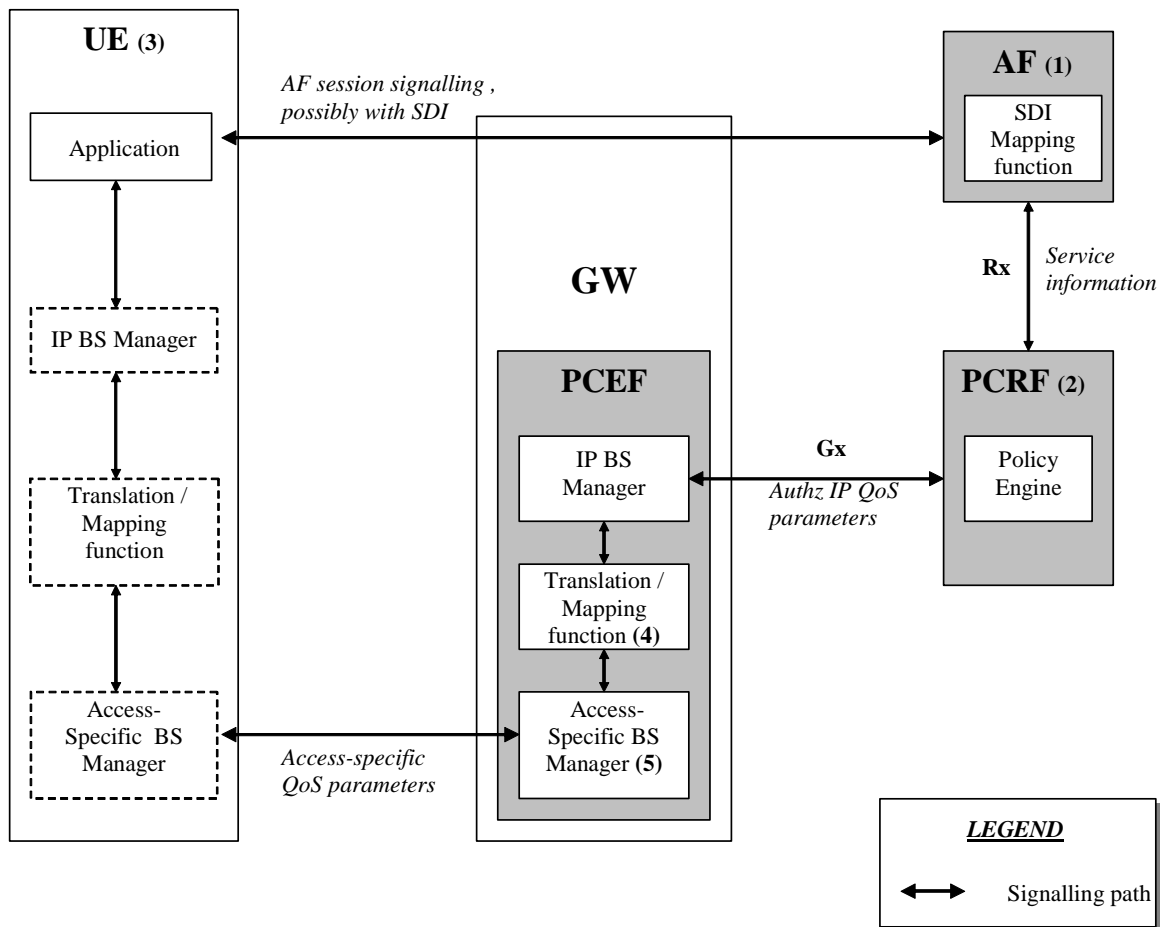 UE (3)
AF (1)
AF session signalling ,
possibly with SDI
SDI
Mapping
function
Application
GW
Rx
Service
information
IP BS Manager
PCEF
PCRF (2)
IP BS
Manager
Gx
Authz IP QoS
parameters
Policy
Engine
Translation /
Mapping
function
Translation /
Mapping
function (4)
Access-
Specific BS
Manager
Access-specific
QoS parameters
Access-
Specific BS
Manager (5)
LEGEND
Signalling path